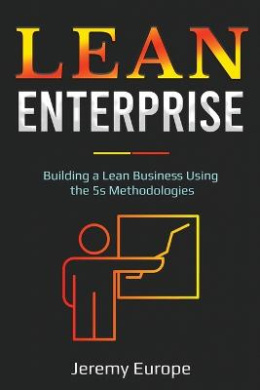 LEAN
ENTERPRISE
Building a Lean Business Using
the 5s Methodologies
Jeremy Europe